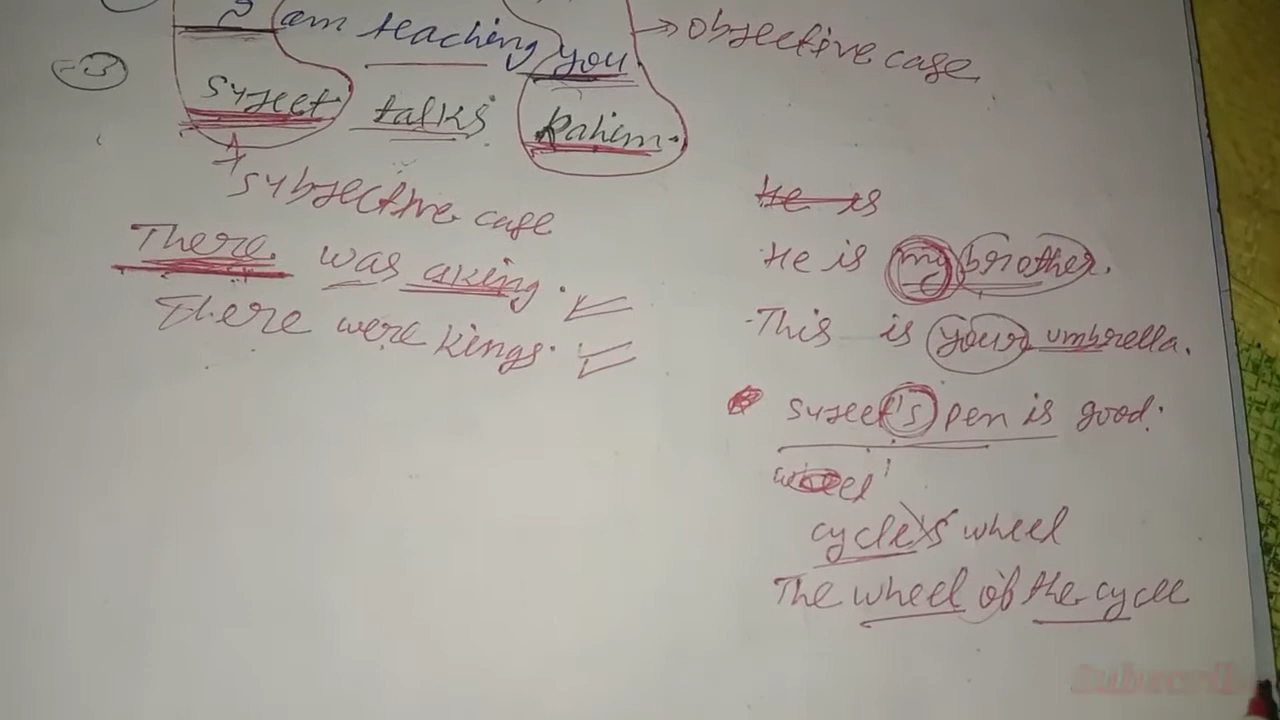 I am teaching you → objective case
3
Sujeet talks Rahim.
Subjective case
There was a king.
There were kings.
He is
He is my brother.
This is your umbrella.
Sujeet's pen is good.
wheel
cycle's wheel
The wheel of the cycle
Subscribe